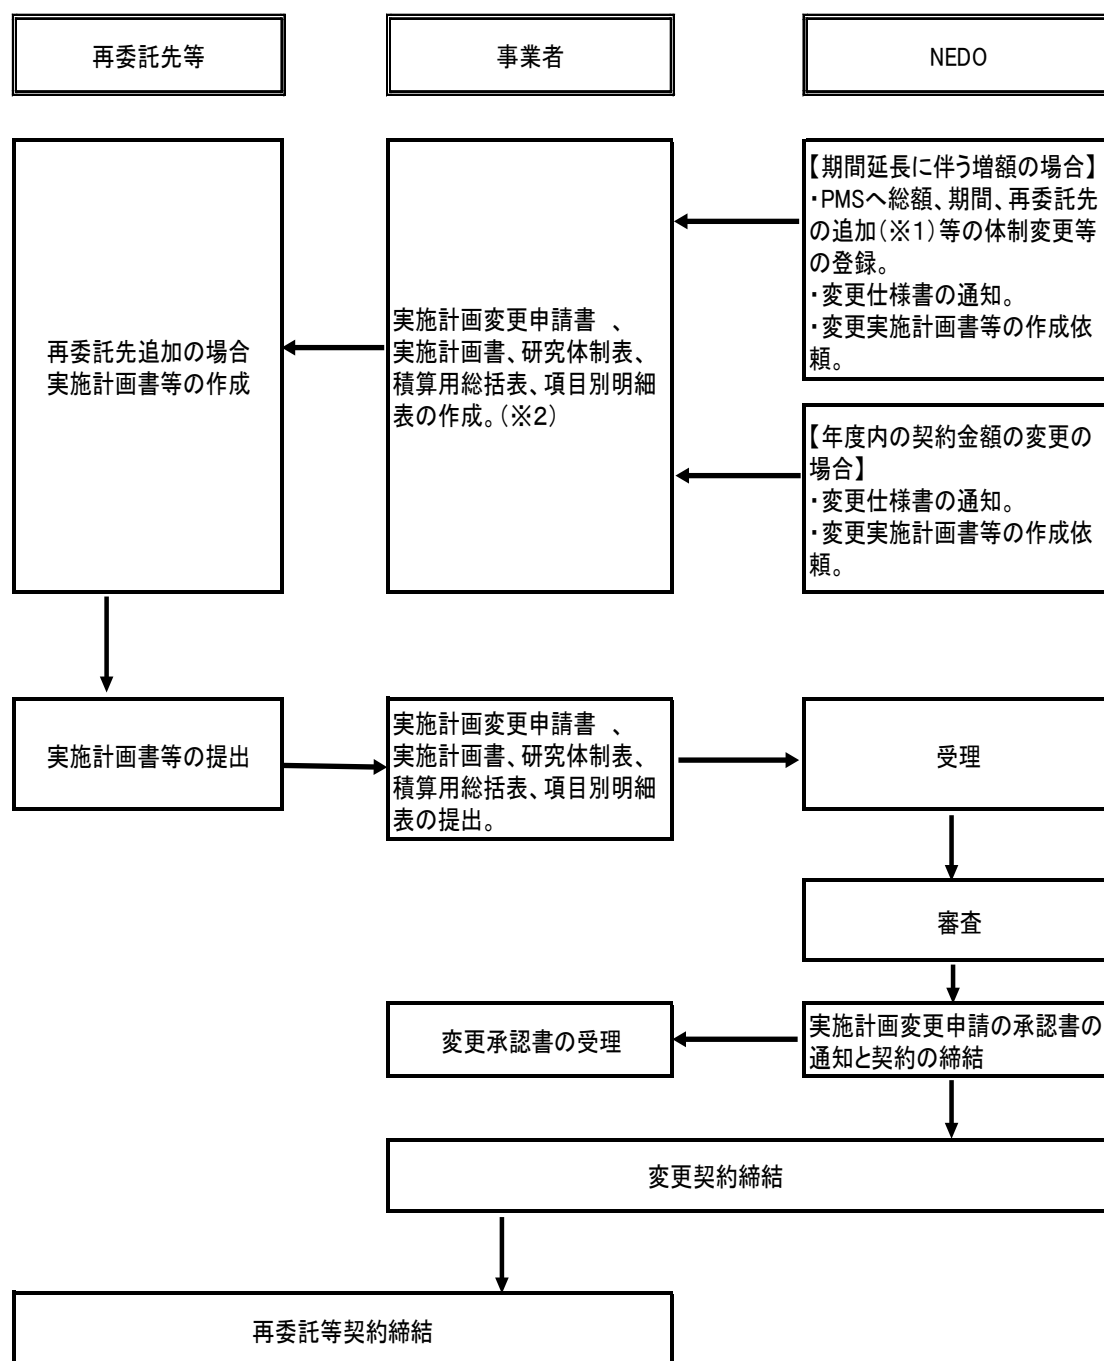 再委託先等
事業者
NEDO
再委託先追加の場合
実施計画書等の作成
実施計画変更申請書　、
実施計画書、研究体制表、
積算用総括表、項目別明細
表の作成。(※2)
【期間延長に伴う増額の場合】
・PMSへ総額、期間、再委託先
の追加(※1)等の体制変更等
の登録。
・変更仕様書の通知。
・変更実施計画書等の作成依
頼。
【年度内の契約金額の変更の
場合】
・変更仕様書の通知。
・変更実施計画書等の作成依
頼。
実施計画書等の提出
実施計画変更申請書　、
実施計画書、研究体制表、
積算用総括表、項目別明細
表の提出。
受理
審査
変更承認書の受理
実施計画変更申請の承認書の
通知と契約の締結
変更契約締結
再委託等契約締結